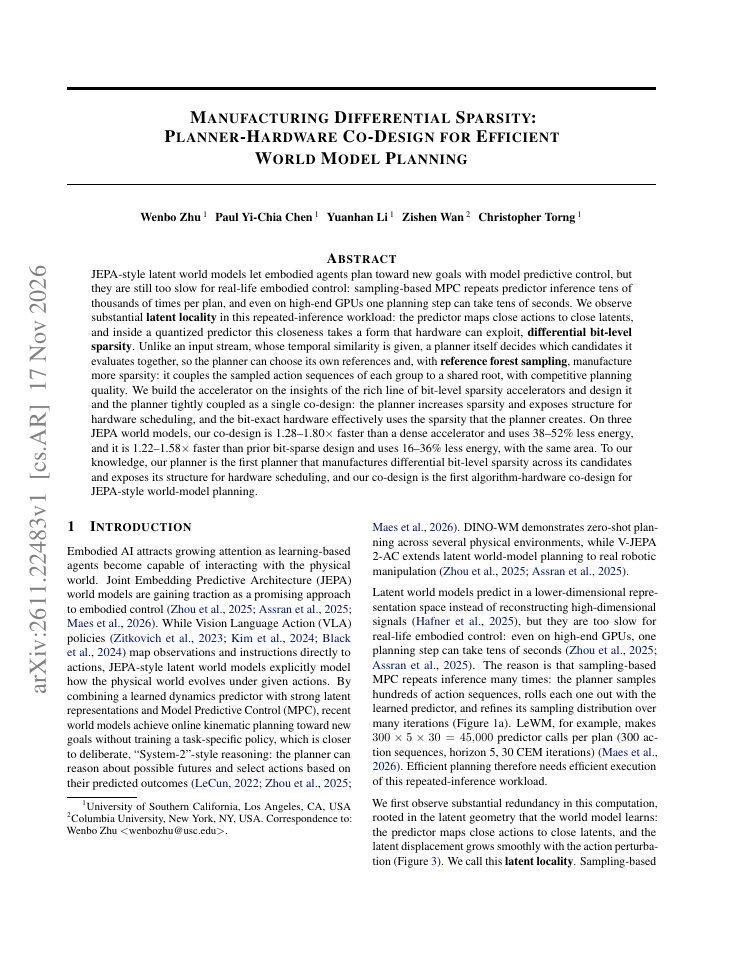 MANUFACTURING DIFFERENTIAL SPARSITY:
PLANNER-HARDWARE CO-DESIGN FOR EFFICIENT
WORLD MODEL PLANNING
Wenbo Zhu 1 Paul Yi-Chia Chen 1 Yuanhan Li 1 Zishen Wan 2 Christopher Torng 1
ABSTRACT
JEPA-style latent world models let embodied agents plan toward new goals with model predictive control, but
they are still too slow for real-life embodied control: sampling-based MPC repeats predictor inference tens of
thousands of times per plan, and even on high-end GPUs one planning step can take tens of seconds. We observe
substantial latent locality in this repeated-inference workload: the predictor maps close actions to close latents,
and inside a quantized predictor this closeness takes a form that hardware can exploit, differential bit-level
sparsity. Unlike an input stream, whose temporal similarity is given, a planner itself decides which candidates it
evaluates together, so the planner can choose its own references and, with reference forest sampling, manufacture
more sparsity: it couples the sampled action sequences of each group to a shared root, with competitive planning
quality. We build the accelerator on the insights of the rich line of bit-level sparsity accelerators and design it
and the planner tightly coupled as a single co-design: the planner increases sparsity and exposes structure for
hardware scheduling, and the bit-exact hardware effectively uses the sparsity that the planner creates. On three
JEPA world models, our co-design is 1.28–1.80× faster than a dense accelerator and uses 38–52% less energy,
and it is 1.22–1.58× faster than prior bit-sparse design and uses 16–36% less energy, with the same area. To our
knowledge, our planner is the first planner that manufactures differential bit-level sparsity across its candidates
and exposes its structure for hardware scheduling, and our co-design is the first algorithm-hardware co-design for
JEPA-style world-model planning.
1 INTRODUCTION
Embodied AI attracts growing attention as learning-based
agents become capable of interacting with the physical
world. Joint Embedding Predictive Architecture (JEPA)
world models are gaining traction as a promising approach
to embodied control (Zhou et al., 2025; Assran et al., 2025;
Maes et al., 2026). While Vision Language Action (VLA)
policies (Zitkovich et al., 2023; Kim et al., 2024; Black
et al., 2024) map observations and instructions directly to
actions, JEPA-style latent world models explicitly model
how the physical world evolves under given actions. By
combining a learned dynamics predictor with strong latent
representations and Model Predictive Control (MPC), recent
world models achieve online kinematic planning toward new
goals without training a task-specific policy, which is closer
to deliberate, “System-2”-style reasoning: the planner can
reason about possible futures and select actions based on
their predicted outcomes (LeCun, 2022; Zhou et al., 2025;
1University of Southern California, Los Angeles, CA, USA
2Columbia University, New York, NY, USA. Correspondence to:
Wenbo Zhu <wenbozhu@usc.edu>.
Maes et al., 2026). DINO-WM demonstrates zero-shot plan-
ning across several physical environments, while V-JEPA
2-AC extends latent world-model planning to real robotic
manipulation (Zhou et al., 2025; Assran et al., 2025).
Latent world models predict in a lower-dimensional repre-
sentation space instead of reconstructing high-dimensional
signals (Hafner et al., 2025), but they are too slow for
real-life embodied control: even on high-end GPUs, one
planning step can take tens of seconds (Zhou et al., 2025;
Assran et al., 2025). The reason is that sampling-based
MPC repeats inference many times: the planner samples
hundreds of action sequences, rolls each one out with the
learned predictor, and refines its sampling distribution over
many iterations (Figure 1a). LeWM, for example, makes
300 × 5 × 30 = 45,000 predictor calls per plan (300 ac-
tion sequences, horizon 5, 30 CEM iterations) (Maes et al.,
2026). Efficient planning therefore needs efficient execution
of this repeated-inference workload.
We first observe substantial redundancy in this computation,
rooted in the latent geometry that the world model learns:
the predictor maps close actions to close latents, and the
latent displacement grows smoothly with the action perturba-
tion (Figure 3). We call this latent locality. Sampling-based
arXiv:2611.22483v1 [cs.AR] 17 Nov 2026